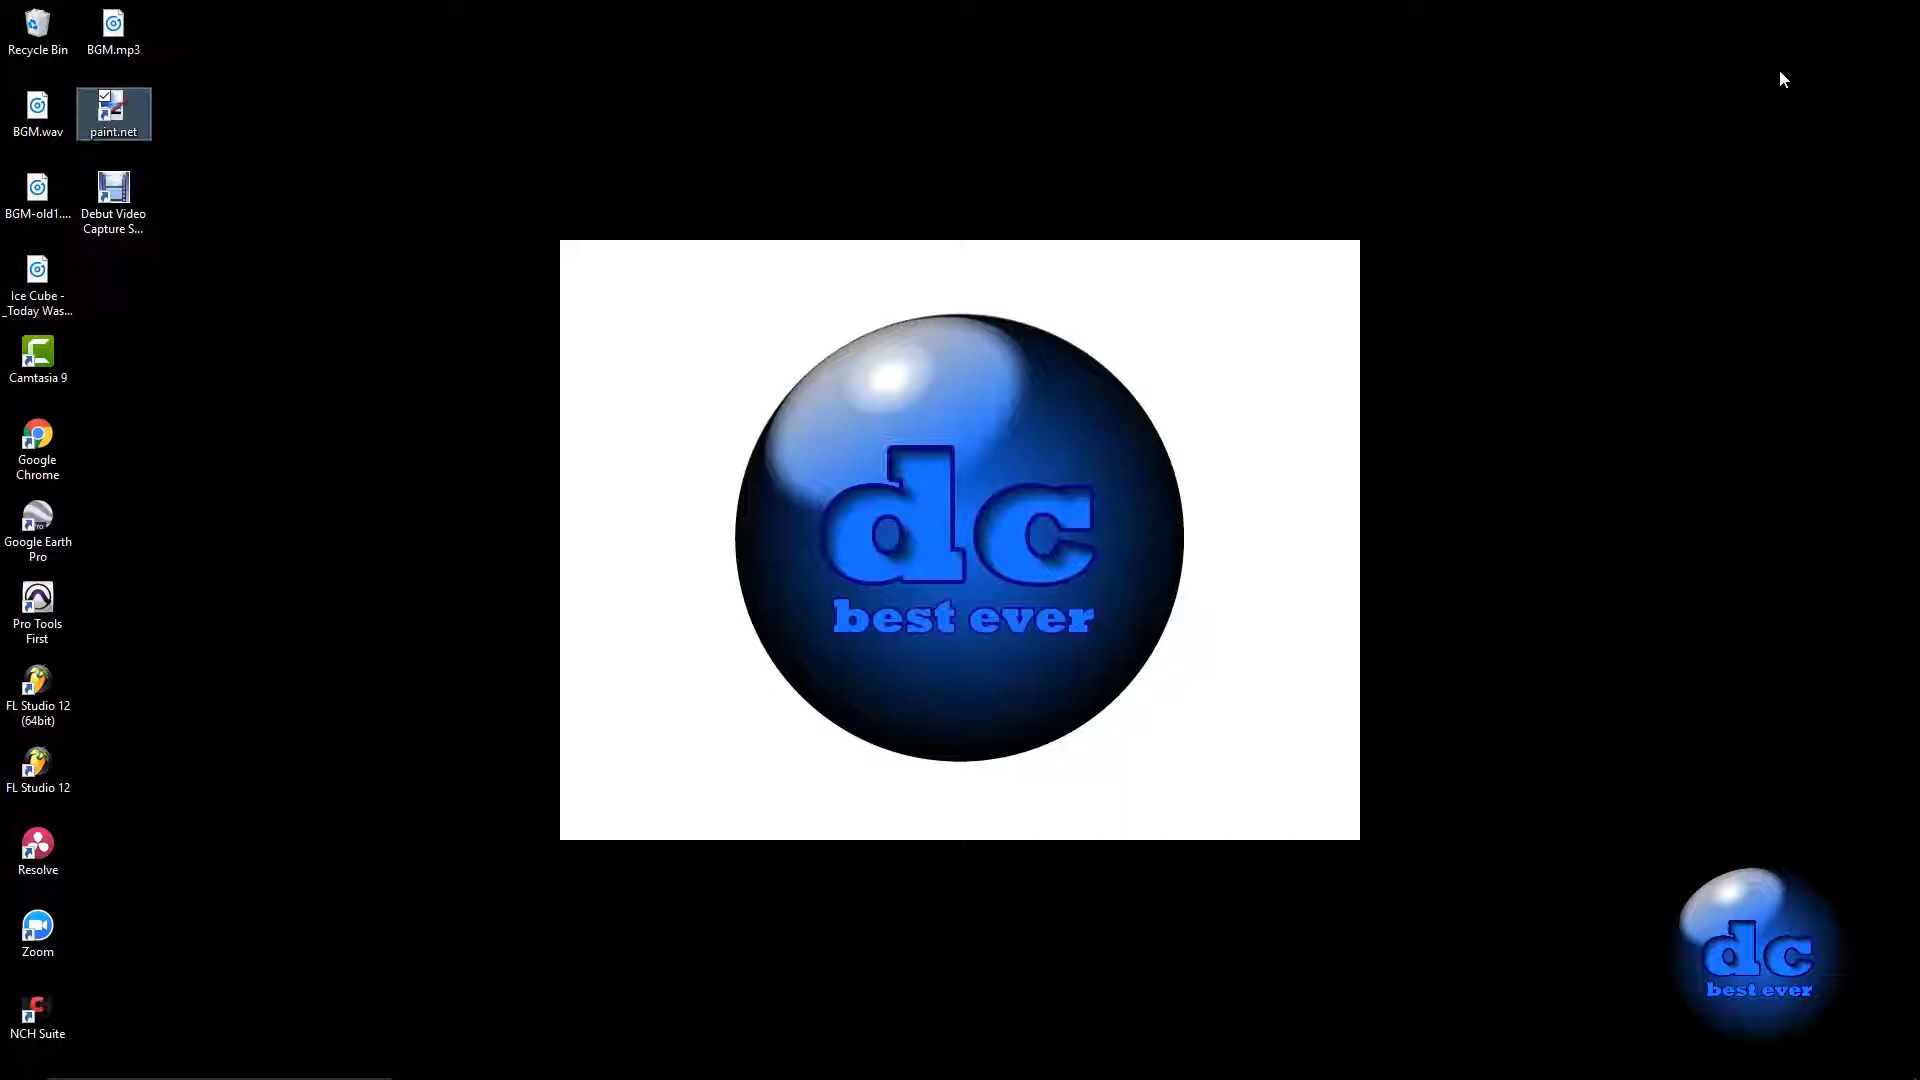 Recycle Bin
BGM.mp3
BGM.wav
paint.net
BGM-old1....
Debut Video
Capture S...
Ice Cube -
_Today Was...
Camtasia 9
Google
Chrome
Google Earth
Pro
Pro Tools
First
FL Studio 12
(64bit)
FL Studio 12
Resolve
Zoom
NCH Suite
dc
best ever
dc
best ever